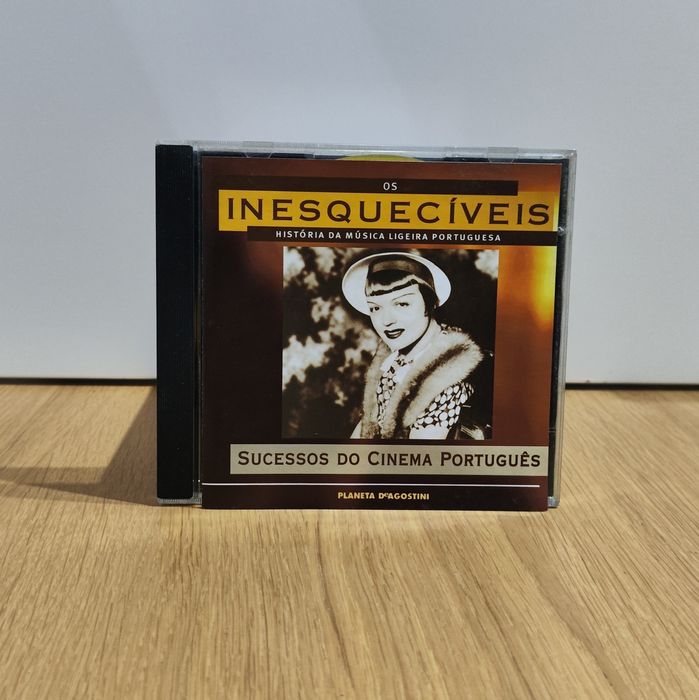 OS
INESQUECÍVEIS
HISTÓRIA DA MÚSICA LIGEIRA PORTUGUESA
SUCESSOS DO CINEMA PORTUGUÊS
PLANETA DeAGOSTINI